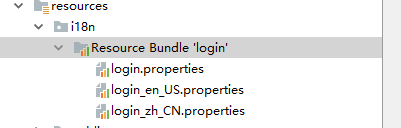 resources
i18n
Resource Bundle 'login'
login.properties
login_en_US.properties
login_zh_CN.properties